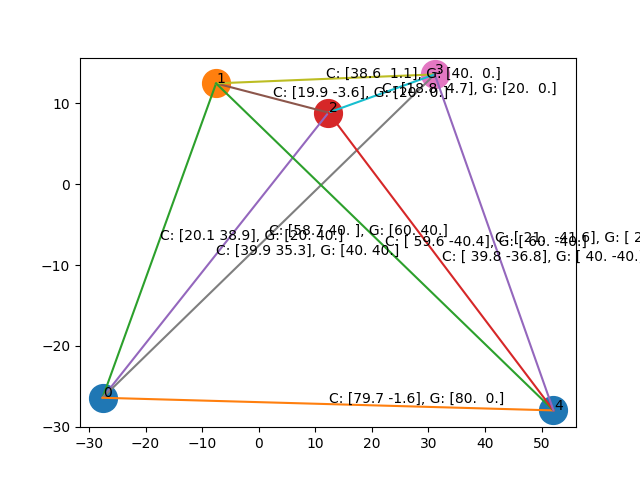 1
3
C: [38.6 1.1], G: [40. 0.]
C: [18.8 4.7], G: [20. 0.]
C: [19.9 -3.6], G: [20. 0.]
2
10
0
C: [58.7 40. ], G: [60. 40.]
C: [20.1 38.9], G: [20. 40.]
C: [ 59.6 -40.4], G: [ 60. -40.]
C: [ 39.9 35.3], G: [40. 40.]
C: [ 39.8 -36.8], G: [ 40. -40.
−10
−20
0
C: [79.7 -1.6], G: [80. 0.]
4
−30
−30 −20 −10 0 10 20 30 40 50